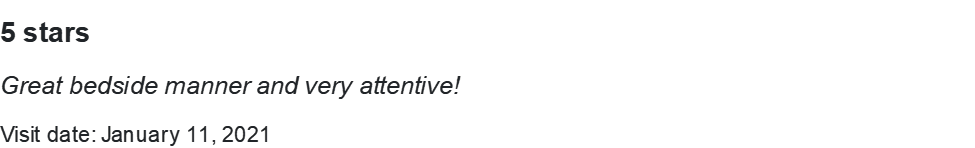 5 stars
Great bedside manner and very attentive!
Visit date: January 11, 2021